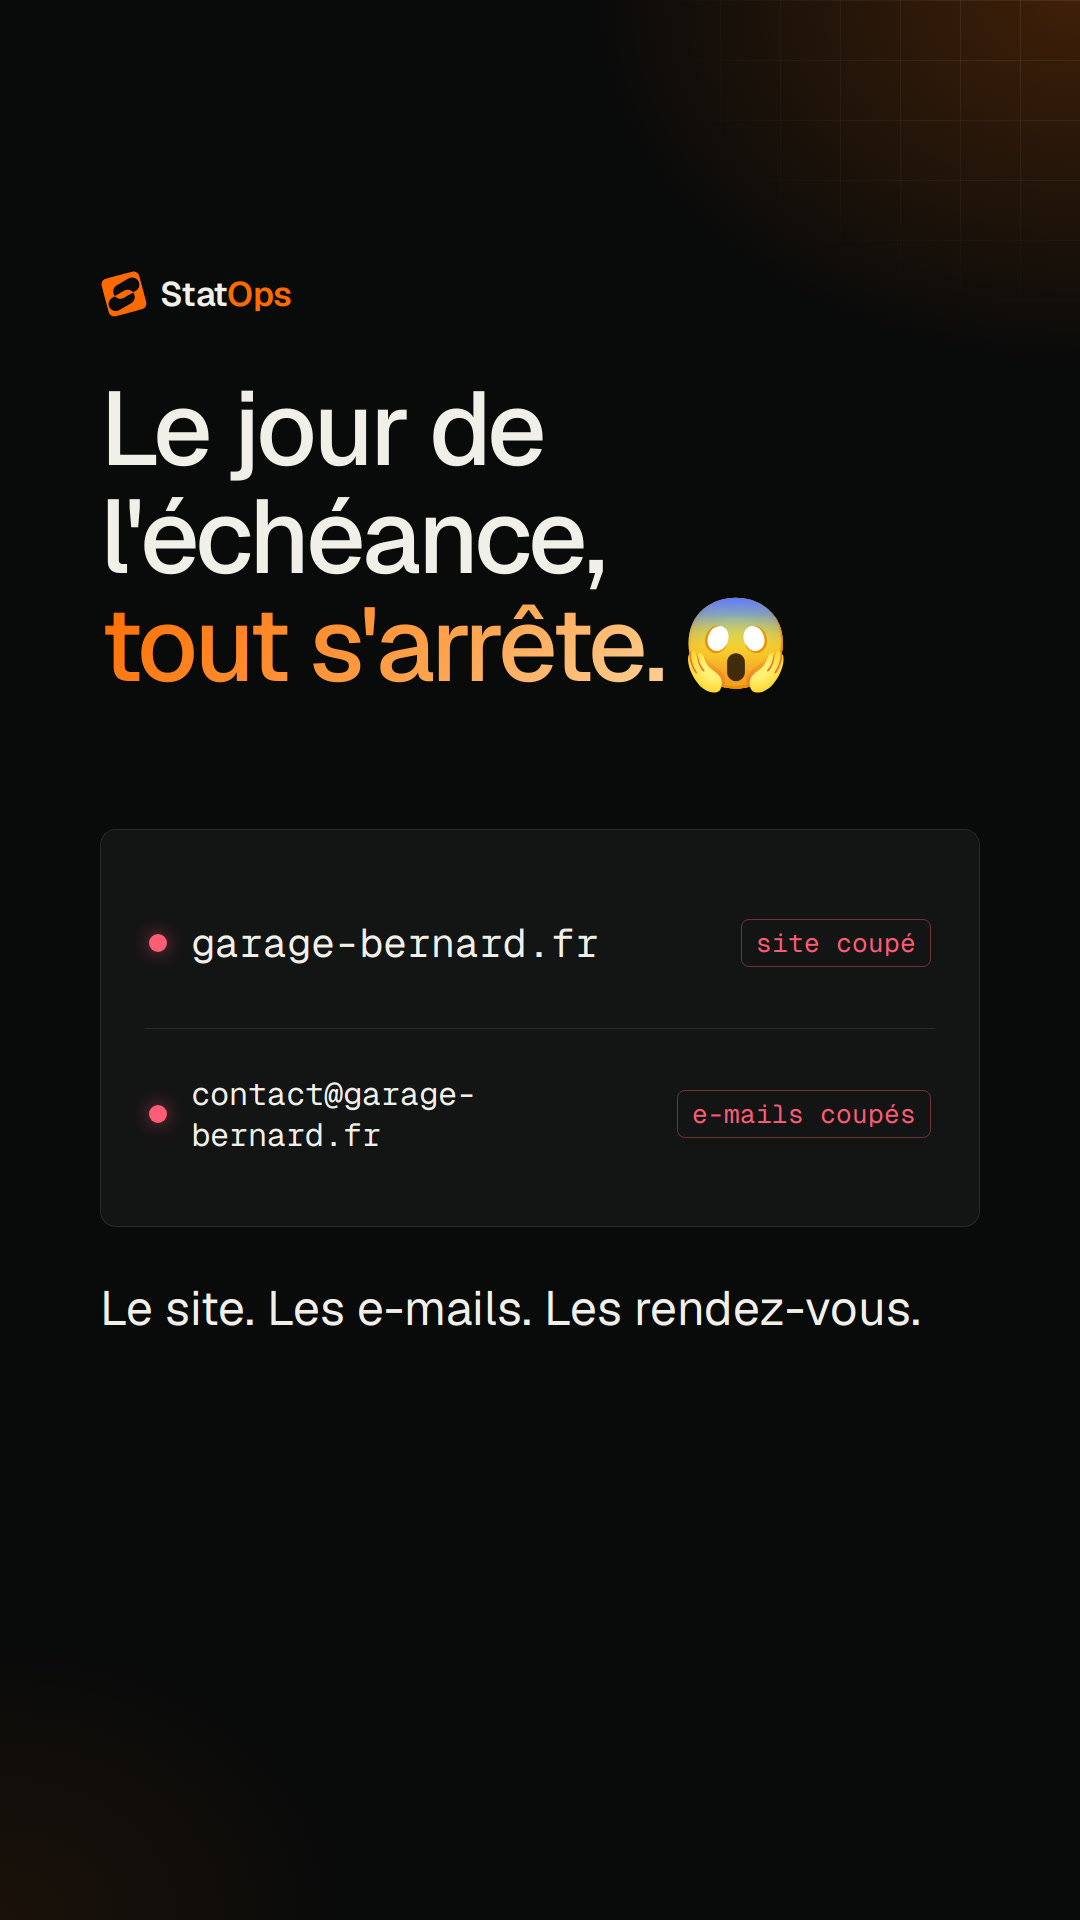 StatOps
Le jour de
l'échéance,
tout s'arrête. 😱
garage-bernard.fr
site coupé
contact@garage-
bernard.fr
e-mails coupés
Le site. Les e-mails. Les rendez-vous.